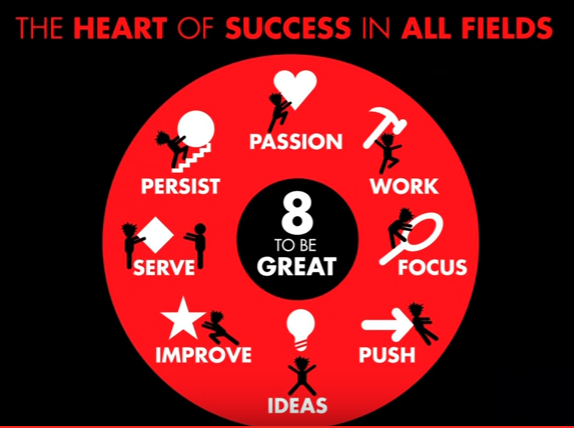 THE HEART OF SUCCESS IN ALL FIELDS
PASSION
WORK
FOCUS
PUSH
IDEAS
IMPROVE
SERVE
PERSIST
8
TO BE
GREAT